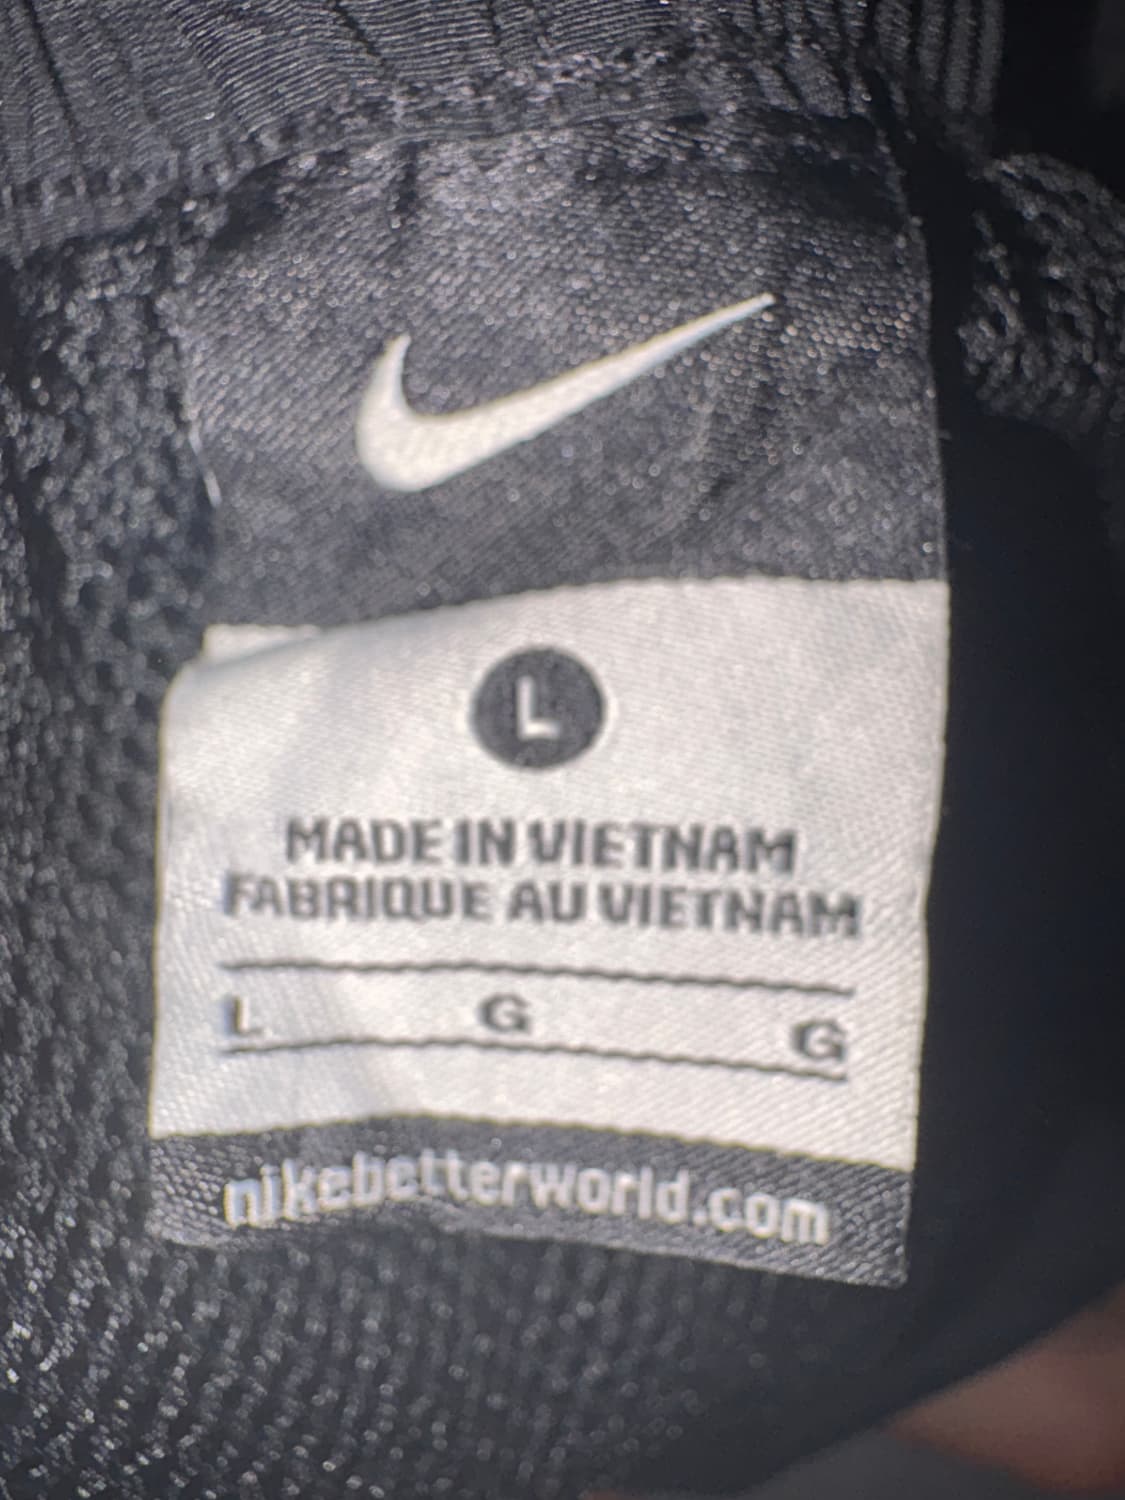 L
MADE IN VIETNAM
FABRIQUE AU VIETNAM
L G G
nikebetterworld.com